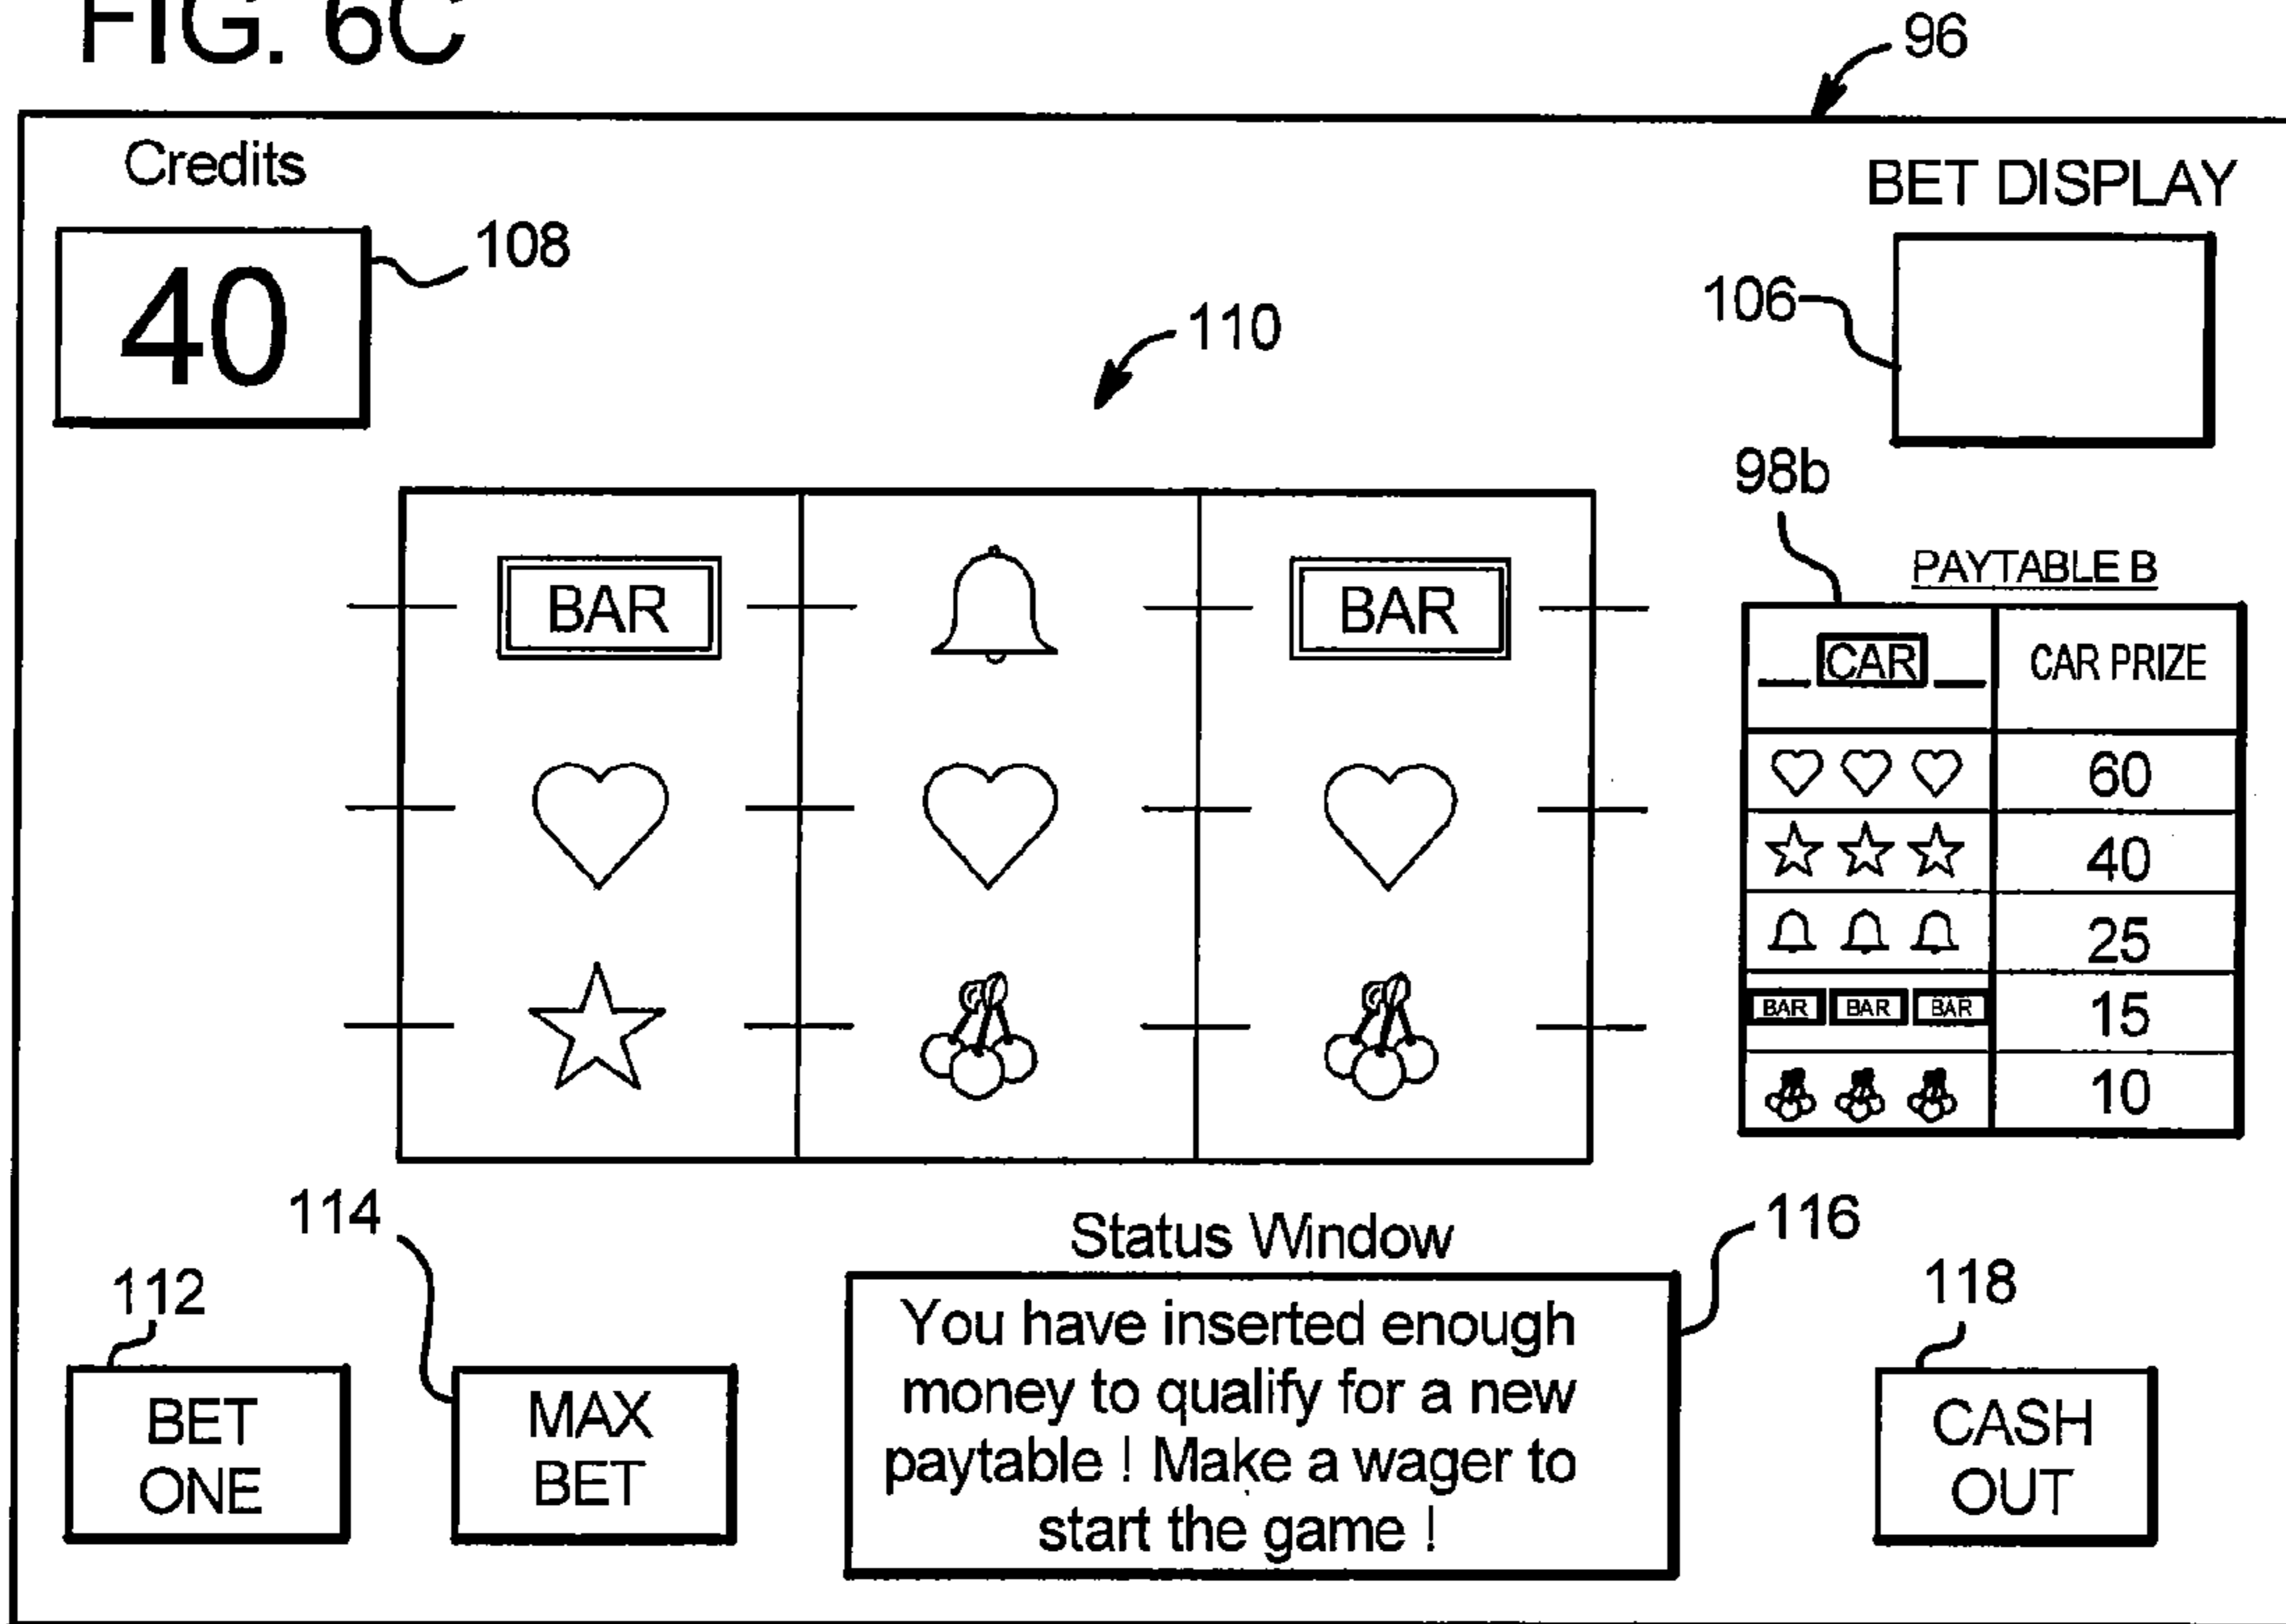 FIG. 6C
96
Credits
BET DISPLAY
40
108
106
110
98b
PAYTABLE B
BAR
BAR
CAR
CAR PRIZE
60
40
25
BAR BAR BAR
15
10
114
Status Window
116
112
118
BET
ONE
MAX
BET
You have inserted enough
money to qualify for a new
paytable ! Make a wager to
start the game !
CASH
OUT